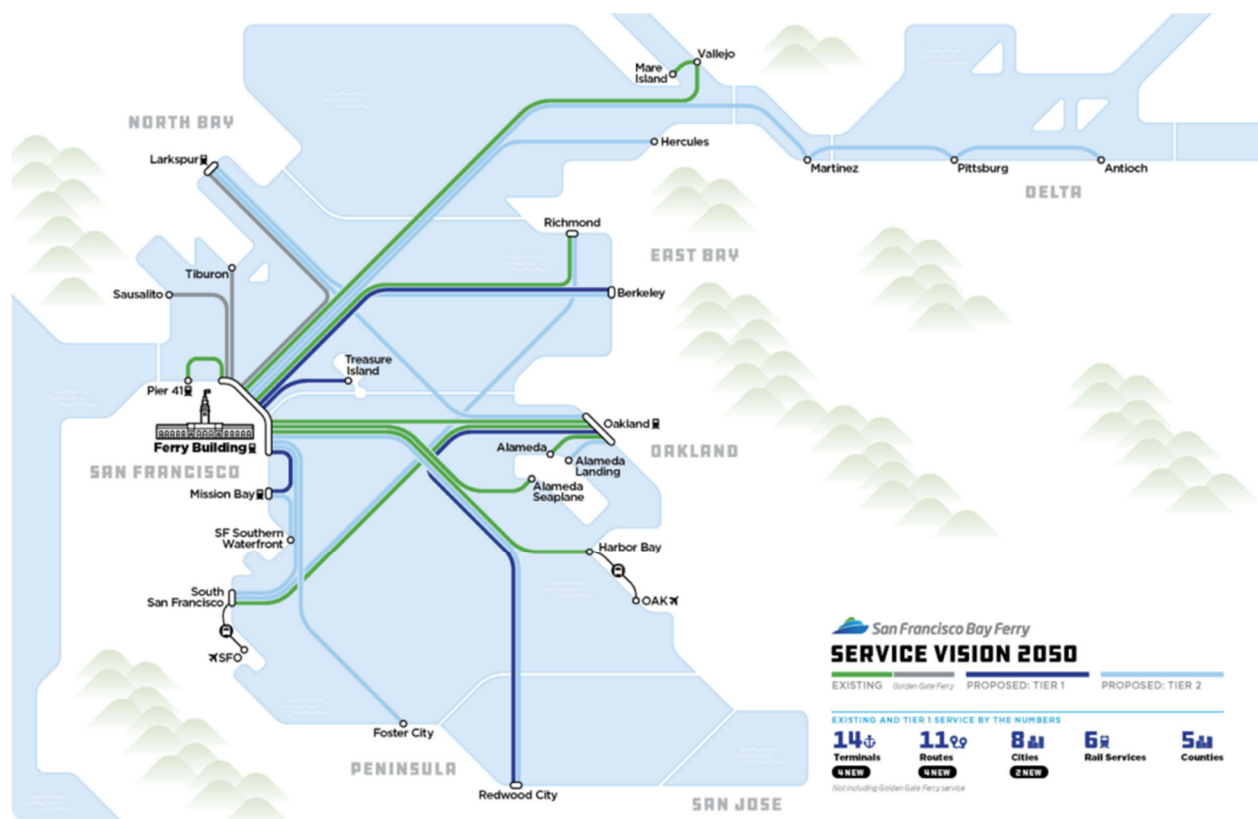 Vallejo
Mare
Island
NORTH BAY
Larkspur
Hercules
Martinez
Pittsburg
Antioch
DELTA
Richmond
EAST BAY
Tiburon
Sausalito
Berkeley
Treasure
Island
Pier 41
Ferry Building
SAN FRANCISCO
Oakland
OAKLAND
Alameda
Alameda
Landing
Alameda
Seaplane
Mission Bay
SF Southern
Waterfront
Harbor Bay
OAK
South
San Francisco
SFO
Foster City
PENINSULA
Redwood City
SAN JOSE
San Francisco Bay Ferry
SERVICE VISION 2050
EXISTING Golden Gate Ferry PROPOSED: TIER 1 PROPOSED: TIER 2
EXISTING AND TIER 1 SERVICE BY THE NUMBERS
14 11 8 6 5
Terminals Routes Cities Rail Services Counties
4 NEW 4 NEW 2 NEW
Not including Golden Gate Ferry service